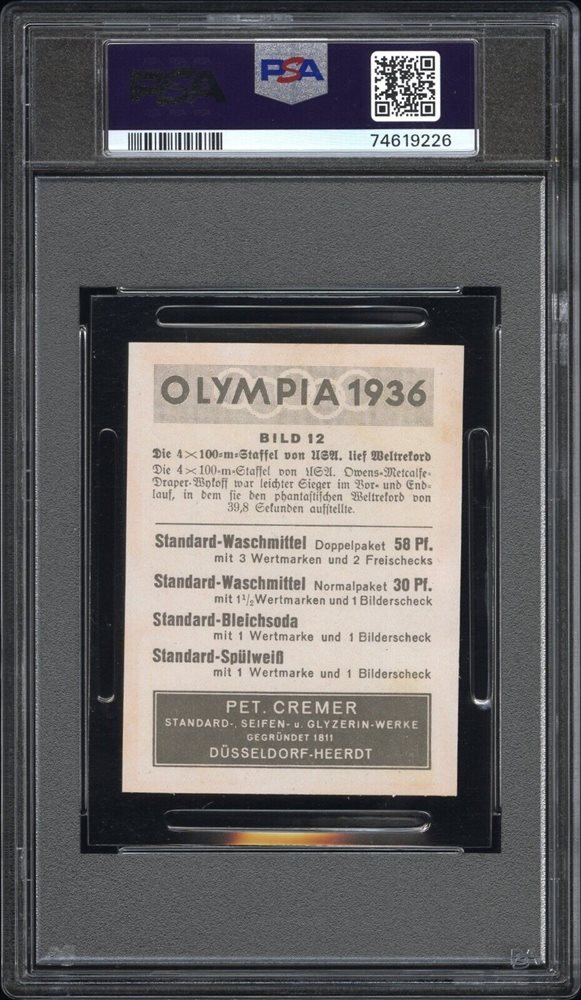 PSA
PSA
74619226
OLYMPIA 1936
BILD 12
Die 4×100=m=Staffel von USA. lief Weltrekord
Die 4×100=m=Staffel von USA. Owens=Metcalfe=
Draper=Wykoff war leichter Sieger im Vor= und End=
lauf, in dem sie den phantastischen Weltrekord von
39,8 Sekunden aufstellte.
Standard-Waschmittel Doppelpaket 58 Pf.
mit 3 Wertmarken und 2 Freischecks
Standard-Waschmittel Normalpaket 30 Pf.
mit 1½ Wertmarken und 1 Bilderscheck
Standard-Bleichsoda
mit 1 Wertmarke und 1 Bilderscheck
Standard-Spülweiß
mit 1 Wertmarke und 1 Bilderscheck
PET. CREMER
STANDARD-, SEIFEN- u. GLYZERIN-WERKE
GEGRÜNDET 1811
DÜSSELDORF-HEERDT